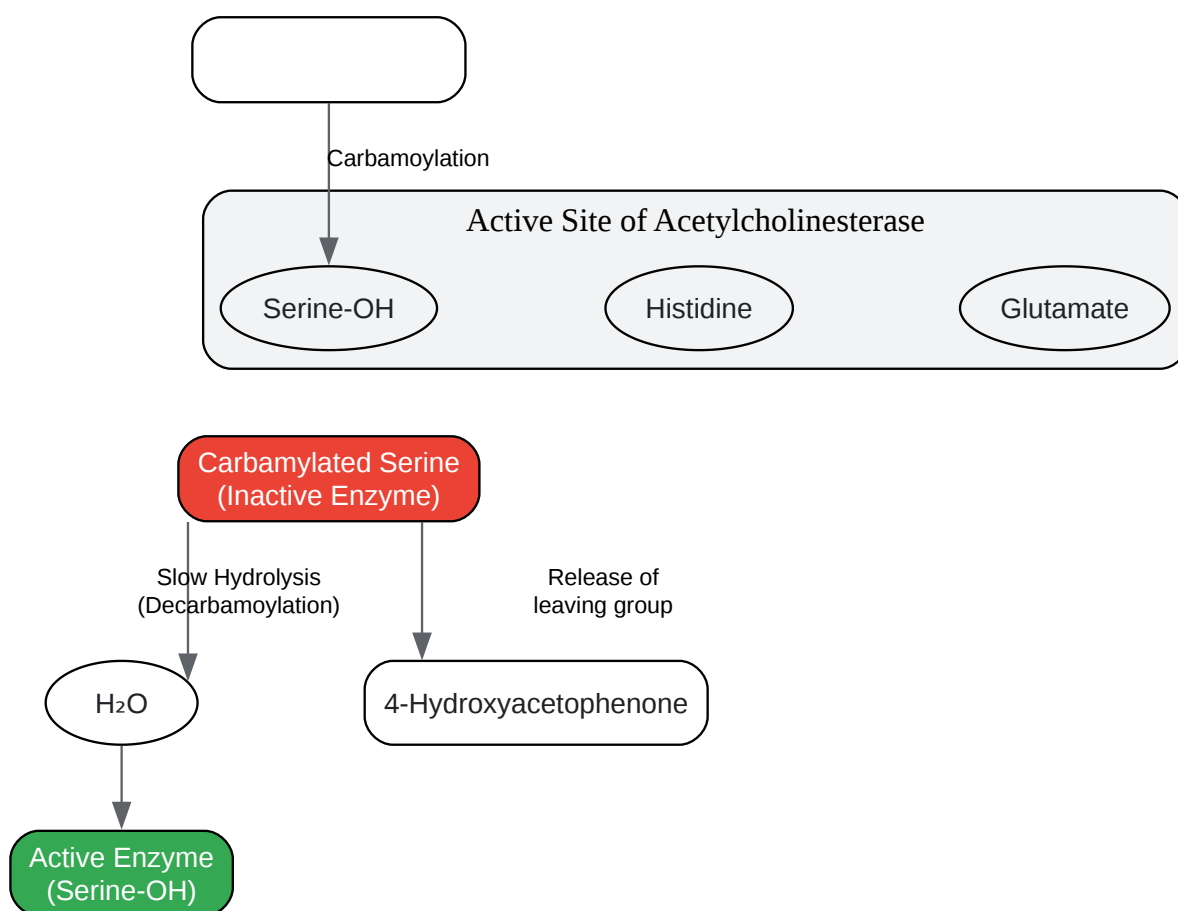 Carbamoylation
Active Site of Acetylcholinesterase
Serine-OH
Histidine
Glutamate
Carbamylated Serine
(Inactive Enzyme)
Slow Hydrolysis
(Decarbamoylation)
Release of
leaving group
H₂O
4-Hydroxyacetophenone
Active Enzyme
(Serine-OH)